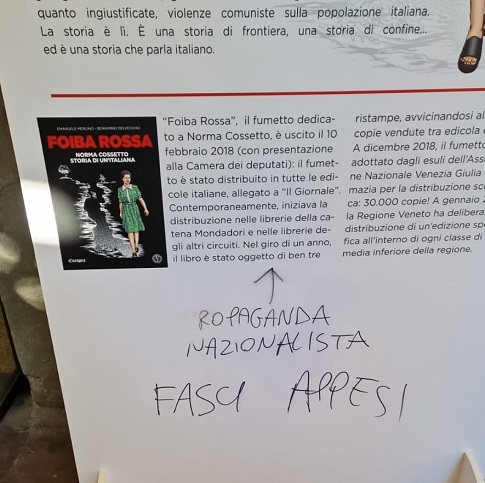 quanto ingiustificate, violenze comuniste sulla popolazione italiana.
La storia è lì. È una storia di frontiera, una storia di confine...
ed è una storia che parla italiano.
EMANUELE MERLINO - BENIAMINO DELVECCHIO
FOIBA ROSSA
NORMA COSSETTO
STORIA DI UN'ITALIANA
"Foiba Rossa", il fumetto dedica-
to a Norma Cossetto, è uscito il 10
febbraio 2018 (con presentazione
alla Camera dei deputati): il fumet-
to è stato distribuito in tutte le edi-
cole italiane, allegato a "Il Giornale".
Contemporaneamente, iniziava la
distribuzione nelle librerie della ca-
tena Mondadori e nelle librerie de-
gli altri circuiti. Nel giro di un anno,
il libro è stato oggetto di ben tre
ristampe, avvicinandosi al
copie vendute tra edicola e
A dicembre 2018, il fumetto
adottato dagli esuli dell'Ass
ne Nazionale Venezia Giulia
mazia per la distribuzione sc
ca: 30.000 copie! A gennaio 2
la Regione Veneto ha delibera
distribuzione di un'edizione spe
fica all'interno di ogni classe di
media inferiore della regione.
ROPAGANDA
NAZIONALISTA
FASCI APPESI